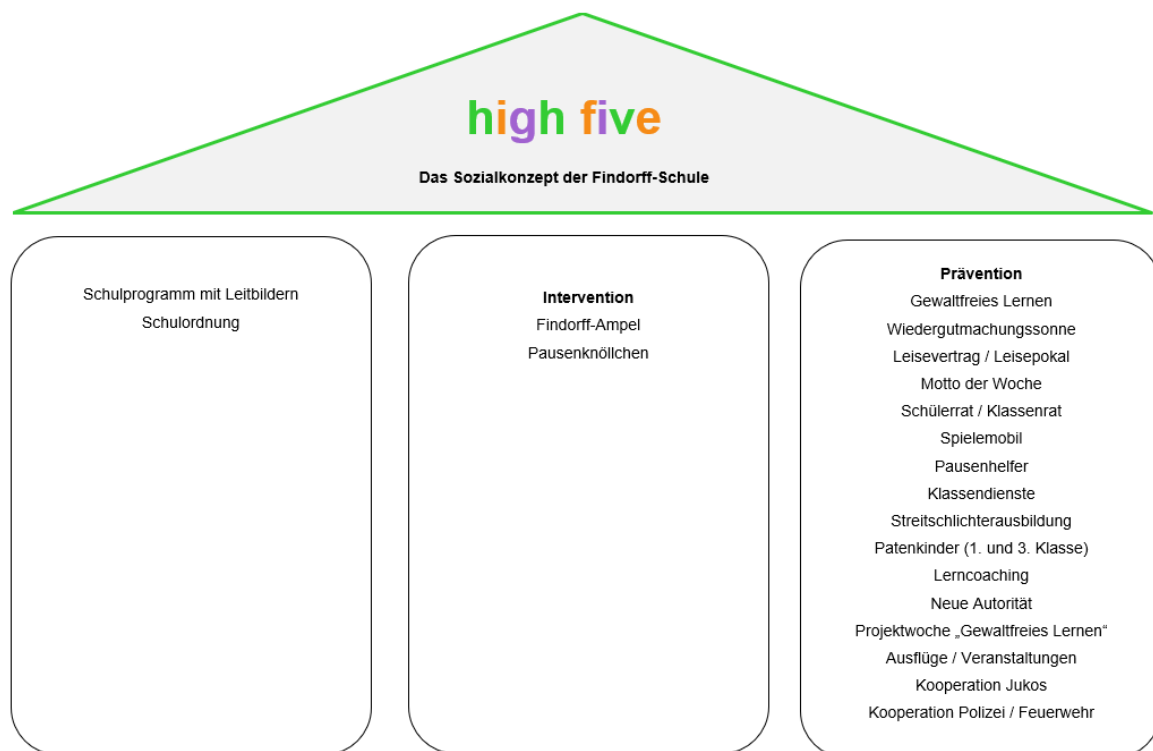 high five
Das Sozialkonzept der Findorff-Schule
Schulprogramm mit Leitbildern
Schulordnung
Intervention
Findorff-Ampel
Pausenknöllchen
Prävention
Gewaltfreies Lernen
Wiedergutmachungssonne
Leisevertrag / Leisepokal
Motto der Woche
Schülerrat / Klassenrat
Spielemobil
Pausenhelfer
Klassendienste
Streitschlichterausbildung
Patenkinder (1. und 3. Klasse)
Lerncoaching
Neue Autorität
Projektwoche „Gewaltfreies Lernen“
Ausflüge / Veranstaltungen
Kooperation Jukos
Kooperation Polizei / Feuerwehr